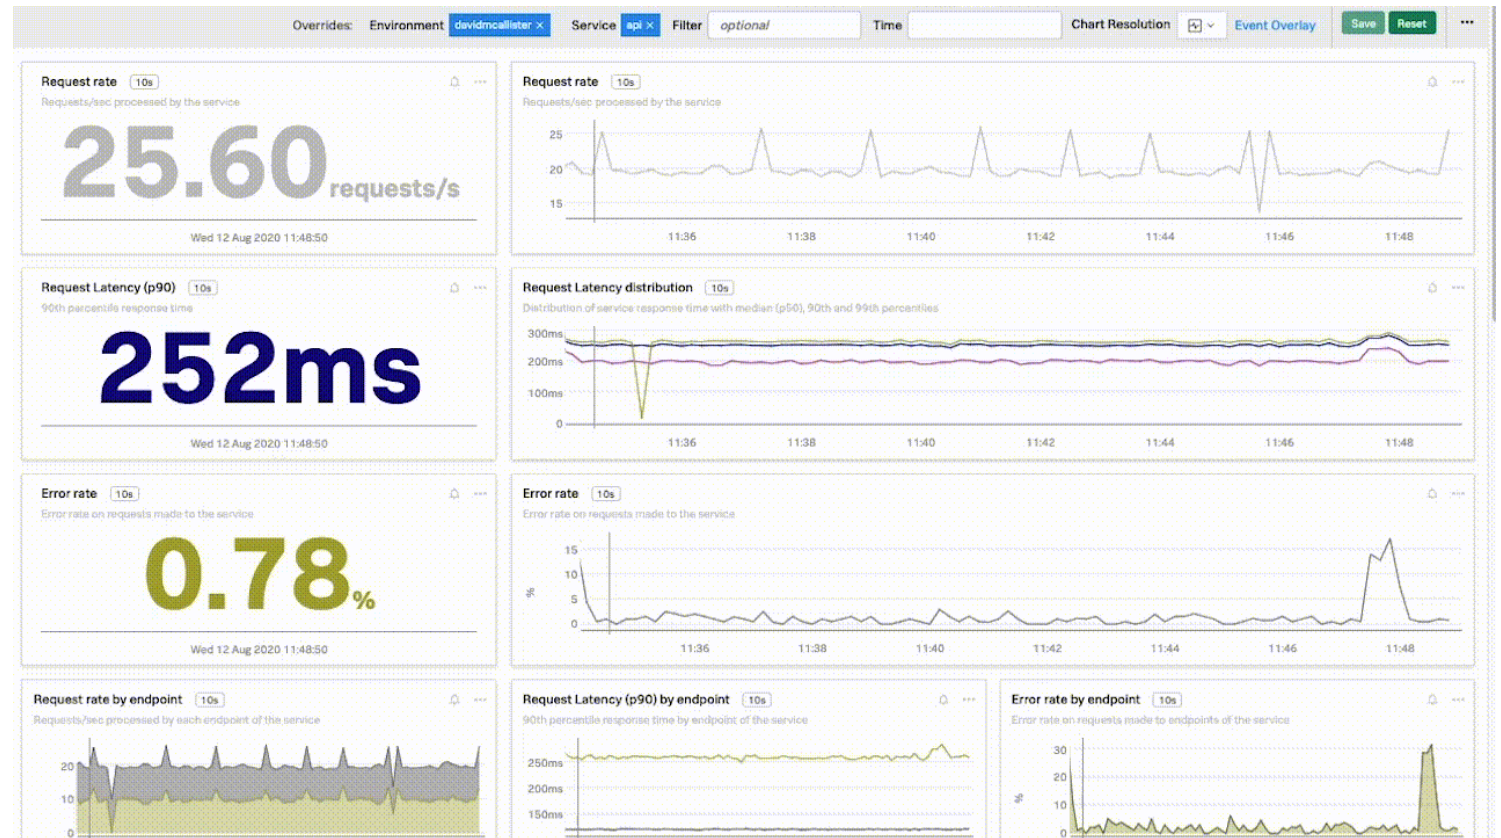 Overrides: Environment davidmcallister × Service api × Filter optional Time Chart Resolution Event Overlay Save Reset ...
Request rate 10s
Requests/sec processed by the service
25.60 requests/s
Wed 12 Aug 2020 11:48:50
Request rate 10s
Requests/sec processed by the service
25
20
15
11:36 11:38 11:40 11:42 11:44 11:46 11:48
Request Latency (p90) 10s
90th percentile response time
252ms
Wed 12 Aug 2020 11:48:50
Request Latency distribution 10s
Distribution of service response time with median (p50), 90th and 99th percentiles
300ms
200ms
100ms
0
11:36 11:38 11:40 11:42 11:44 11:46 11:48
Error rate 10s
Error rate on requests made to the service
0.78%
Wed 12 Aug 2020 11:48:50
Error rate 10s
Error rate on requests made to the service
%
15
10
5
0
11:36 11:38 11:40 11:42 11:44 11:46 11:48
Request rate by endpoint 10s
Requests/sec processed by each endpoint of the service
20
10
0
Request Latency (p90) by endpoint 10s
90th percentile response time by endpoint of the service
250ms
200ms
150ms
Error rate by endpoint 10s
Error rate on requests made to endpoints of the service
%
30
20
10
0